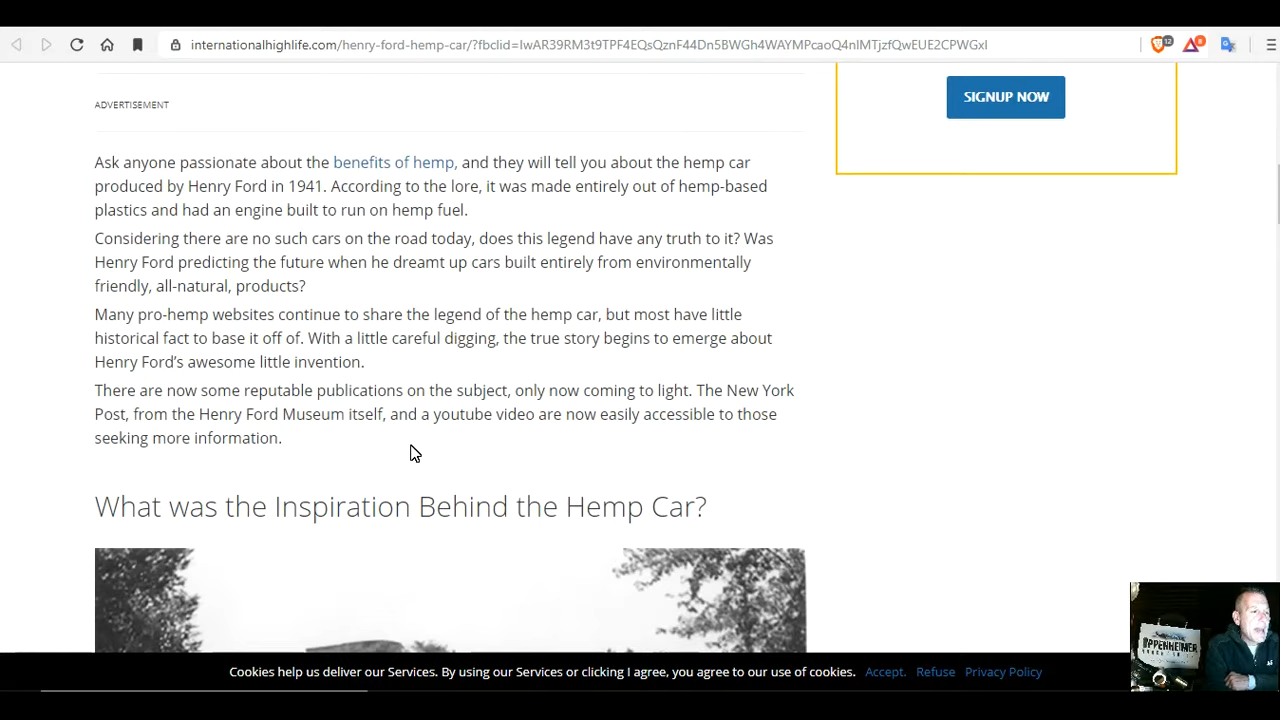 internationalhighlife.com/henry-ford-hemp-car/?fbclid=IwAR39RM3t9TPF4EQsQznF44Dn5BWGh4WAYMPcaoQ4nIMTjzfQwEUE2CPWGxI
12
8
SIGNUP NOW
ADVERTISEMENT
Ask anyone passionate about the benefits of hemp, and they will tell you about the hemp car
produced by Henry Ford in 1941. According to the lore, it was made entirely out of hemp-based
plastics and had an engine built to run on hemp fuel.
Considering there are no such cars on the road today, does this legend have any truth to it? Was
Henry Ford predicting the future when he dreamt up cars built entirely from environmentally
friendly, all-natural, products?
Many pro-hemp websites continue to share the legend of the hemp car, but most have little
historical fact to base it off of. With a little careful digging, the true story begins to emerge about
Henry Ford’s awesome little invention.
There are now some reputable publications on the subject, only now coming to light. The New York
Post, from the Henry Ford Museum itself, and a youtube video are now easily accessible to those
seeking more information.
What was the Inspiration Behind the Hemp Car?
OPPENHEIMER
Cookies help us deliver our Services. By using our Services or clicking I agree, you agree to our use of cookies. Accept. Refuse Privacy Policy